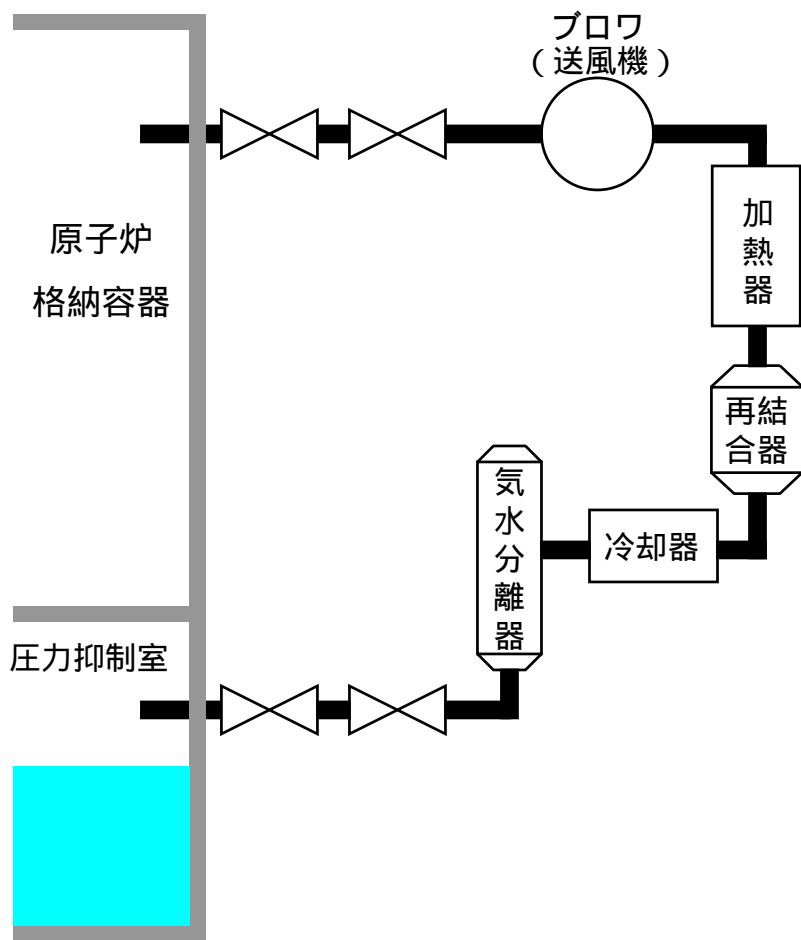 ブロワ
（送風機）
原子炉
格納容器
加熱器
再結
合器
気水分離器
冷却器
圧力抑制室